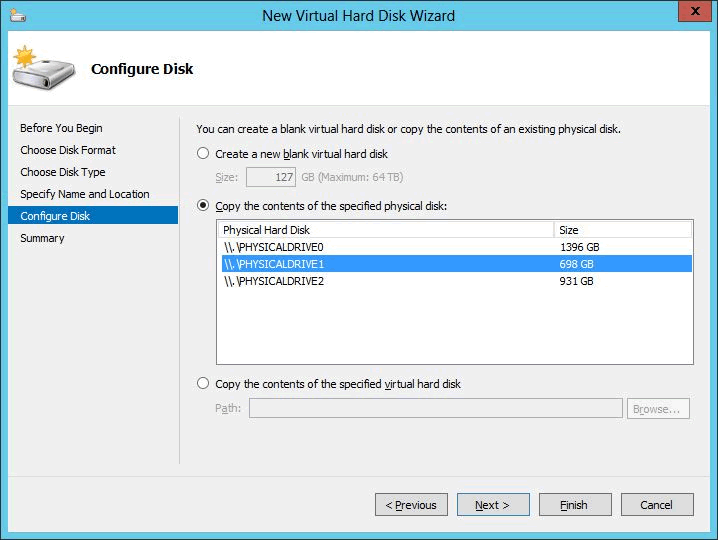 New Virtual Hard Disk Wizard
x
Configure Disk
Before You Begin
Choose Disk Format
Choose Disk Type
Specify Name and Location
Configure Disk
Summary
You can create a blank virtual hard disk or copy the contents of an existing physical disk.
Create a new blank virtual hard disk
Size: 127 GB (Maximum: 64 TB)
Copy the contents of the specified physical disk:
Physical Hard Disk Size
\\.\PHYSICALDRIVE0 1396 GB
\\.\PHYSICALDRIVE1 698 GB
\\.\PHYSICALDRIVE2 931 GB
Copy the contents of the specified virtual hard disk
Path: Browse...
< Previous Next > Finish Cancel